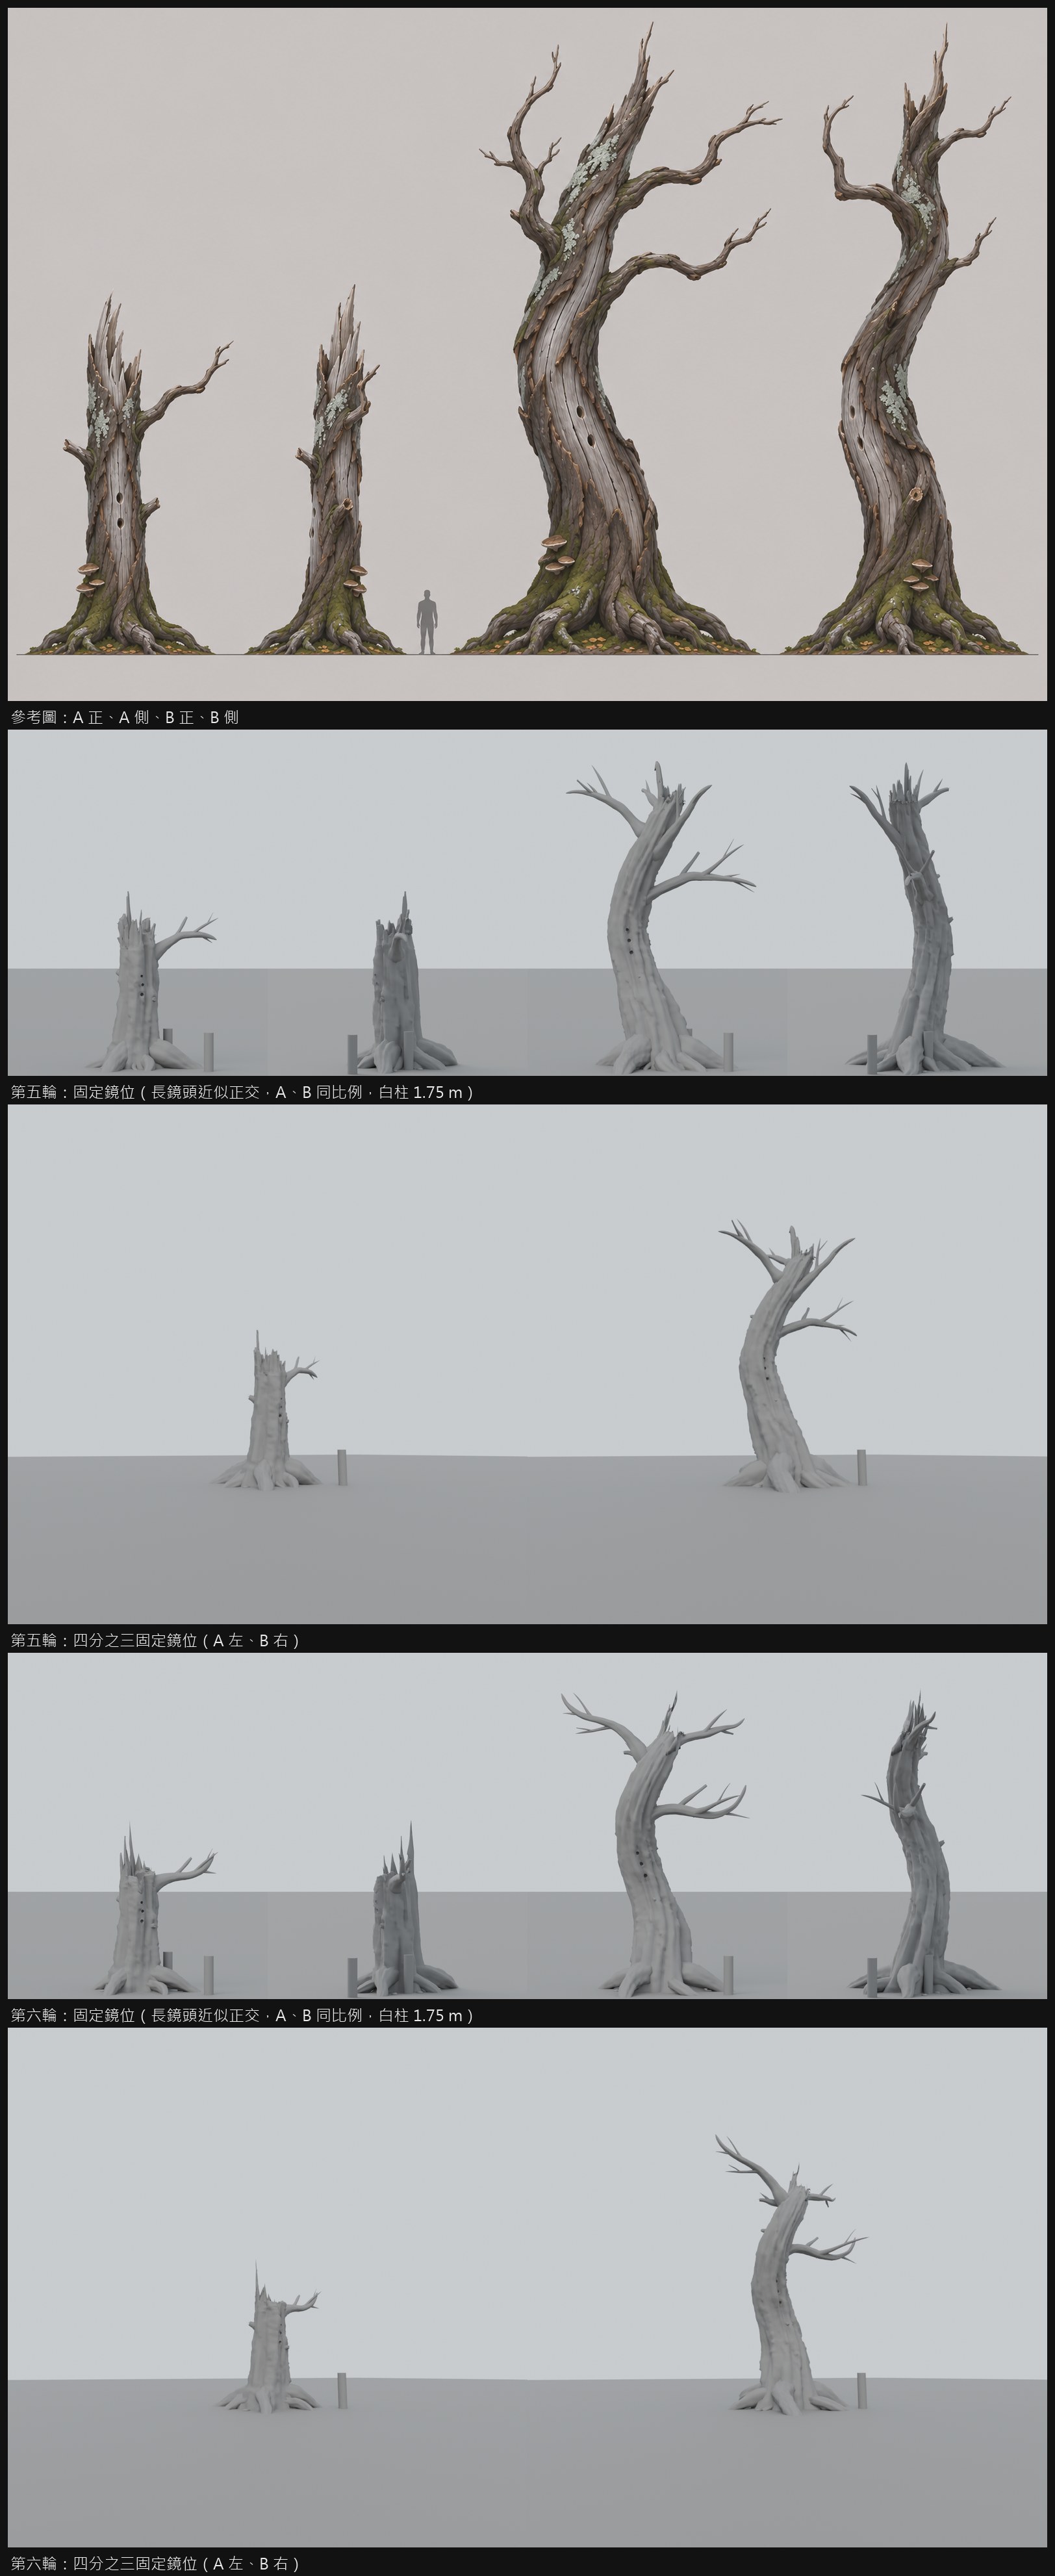 參考圖：A 正、A 側、B 正、B 側
第五輪：固定鏡位（長鏡頭近似正交，A、B 同比例，白柱 1.75 m）
第五輪：四分之三固定鏡位（A 左、B 右）
第六輪：固定鏡位（長鏡頭近似正交，A、B 同比例，白柱 1.75 m）
第六輪：四分之三固定鏡位（A 左、B 右）